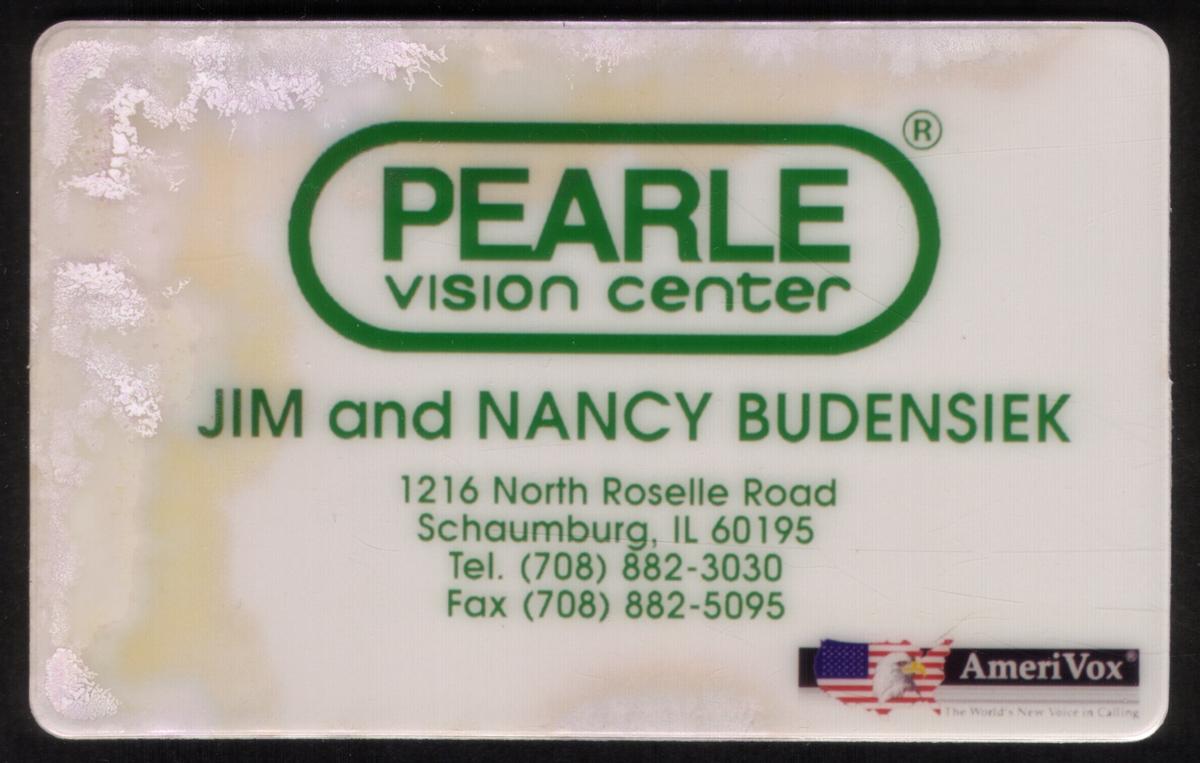 PEARLE®
vision center
JIM and NANCY BUDENSIEK
1216 North Roselle Road
Schaumburg, IL 60195
Tel. (708) 882-3030
Fax (708) 882-5095
AmeriVox®
The World's New Voice in Calling